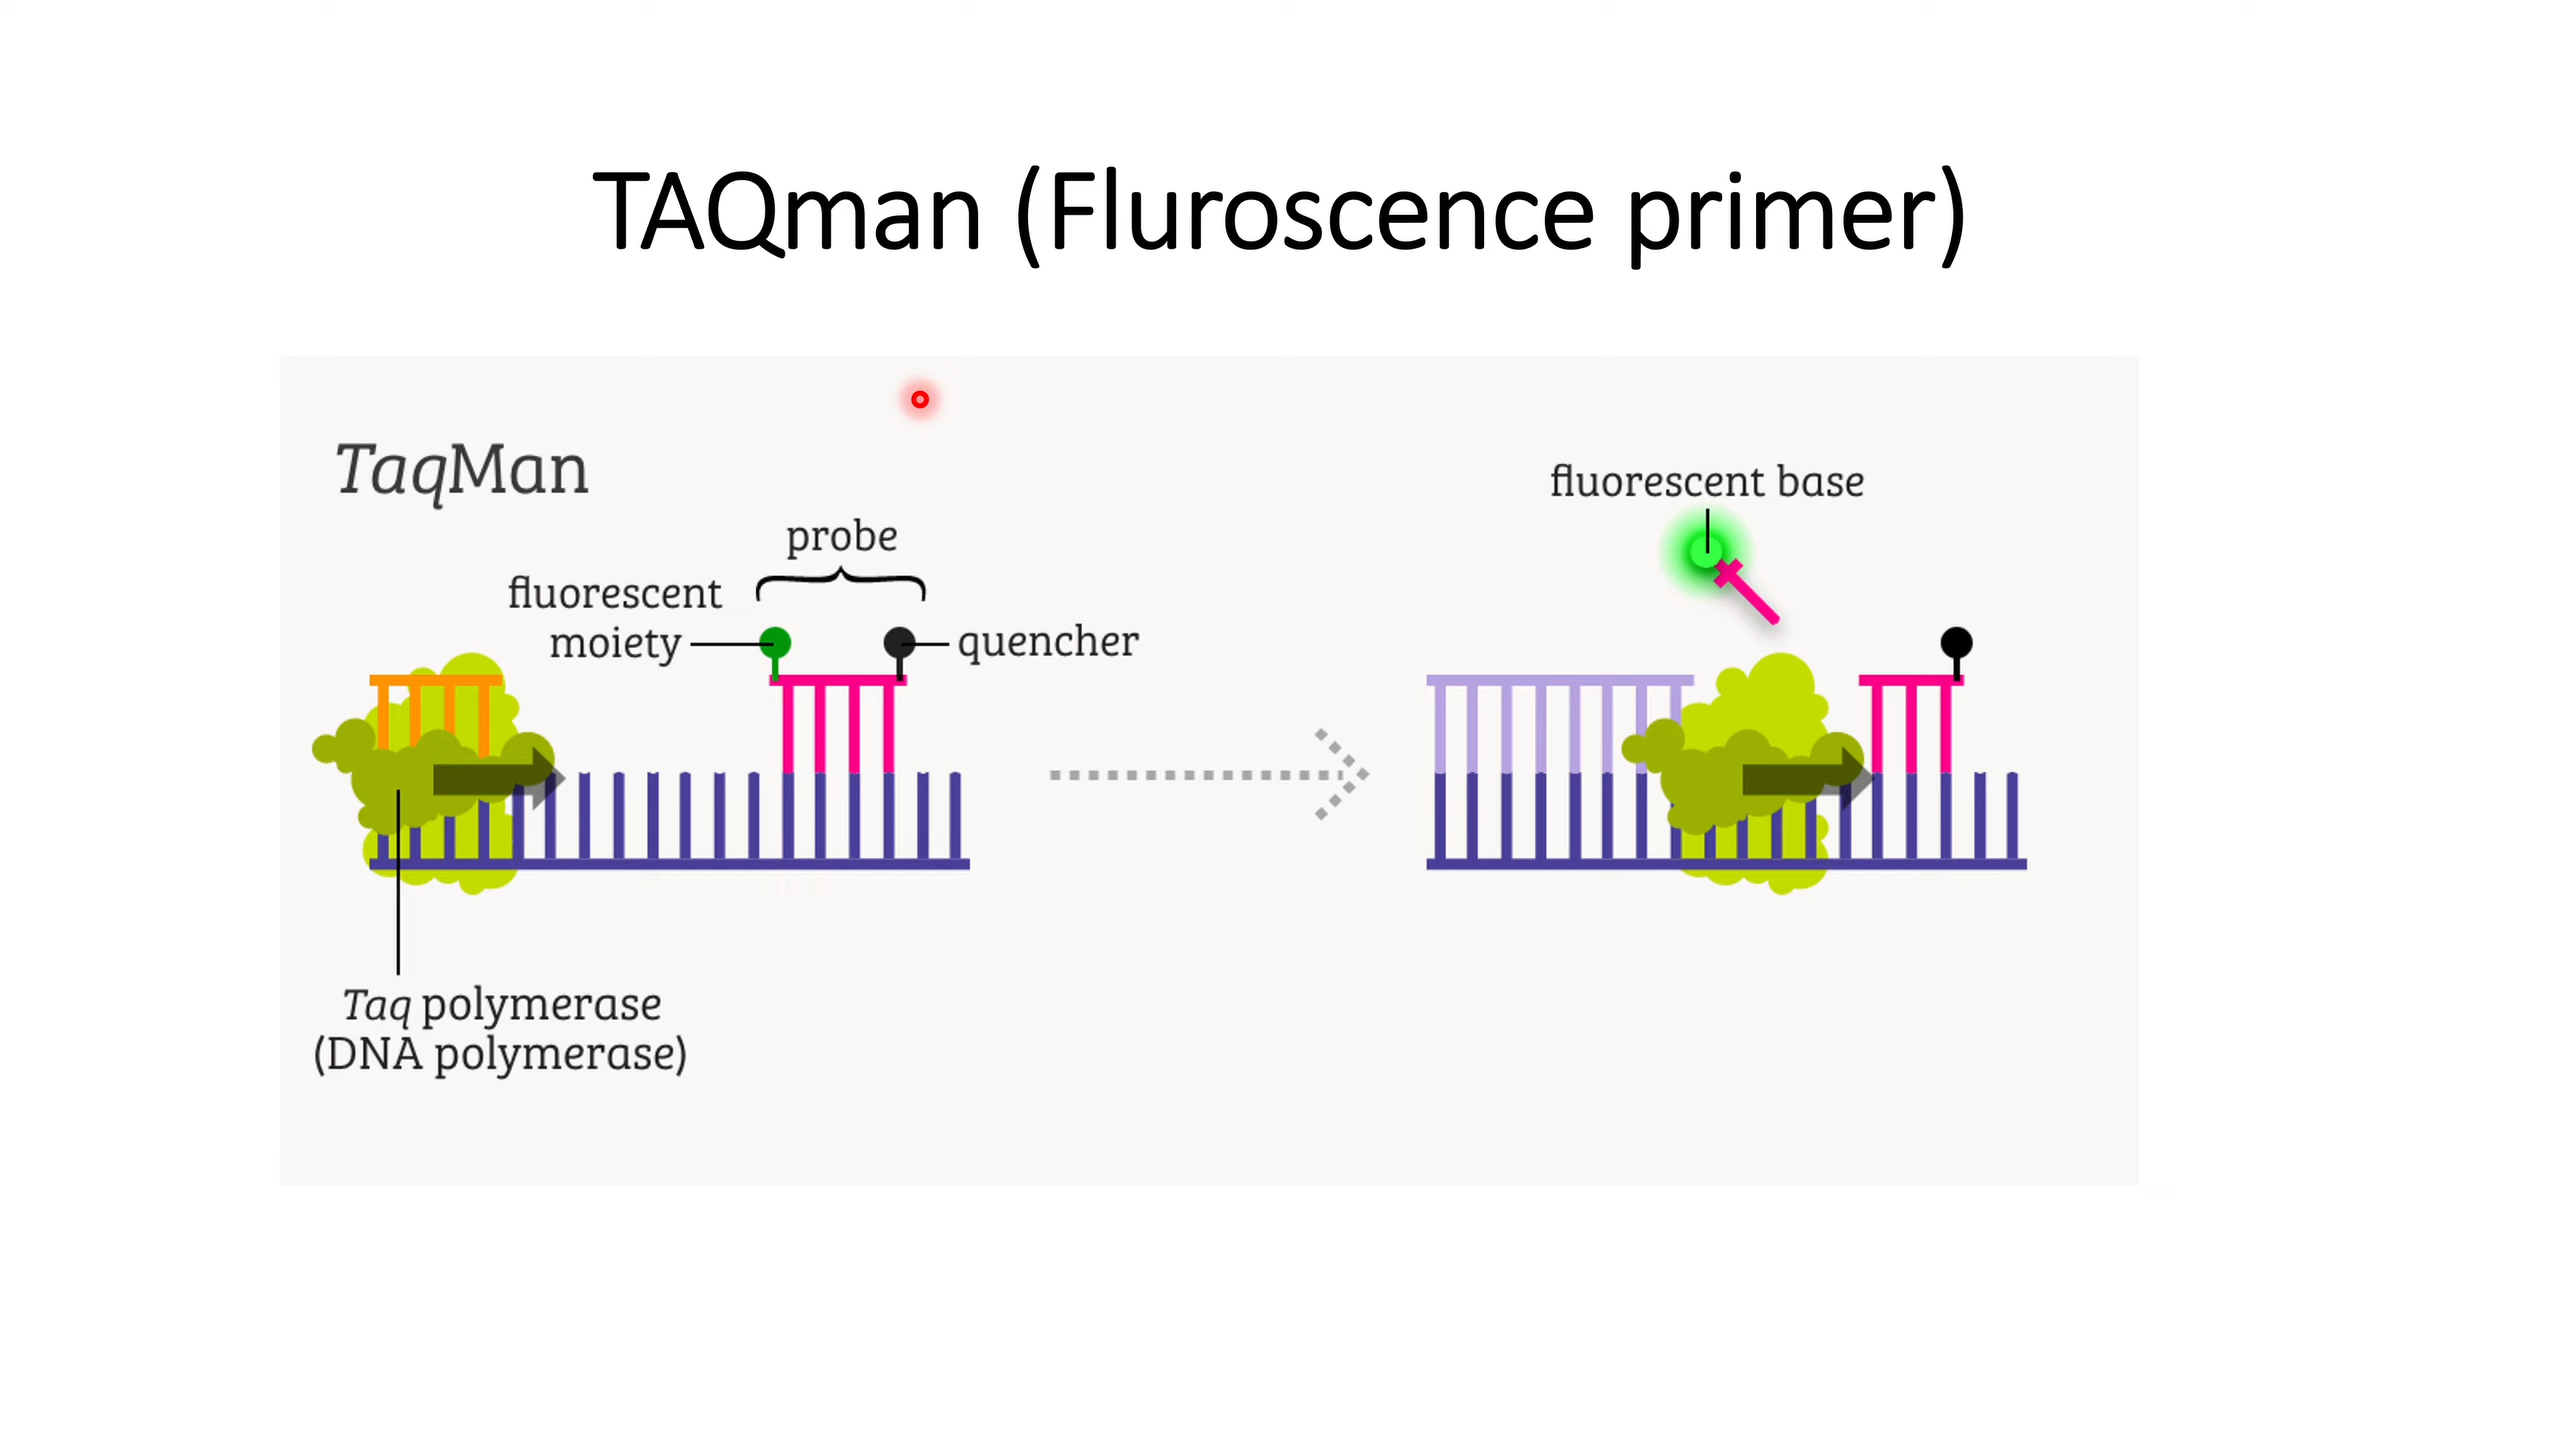 TAQman (Fluroscence primer)
TaqMan
probe
fluorescent
moiety
quencher
Taq polymerase
(DNA polymerase)
fluorescent base